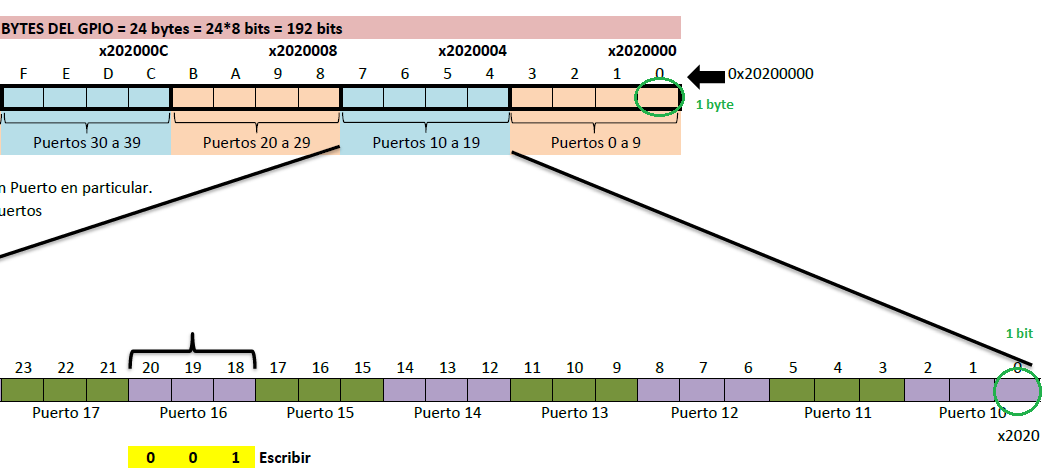 BYTES DEL GPIO = 24 bytes = 24*8 bits = 192 bits
x202000C x2020008 x2020004 x2020000
F E D C B A 9 8 7 6 5 4 3 2 1 0 0x20200000
1 byte
Puertos 30 a 39 Puertos 20 a 29 Puertos 10 a 19 Puertos 0 a 9
n Puerto en particular.
uertos
1 bit
23 22 21 20 19 18 17 16 15 14 13 12 11 10 9 8 7 6 5 4 3 2 1 0
Puerto 17 Puerto 16 Puerto 15 Puerto 14 Puerto 13 Puerto 12 Puerto 11 Puerto 10
x2020
0 0 1 Escribir